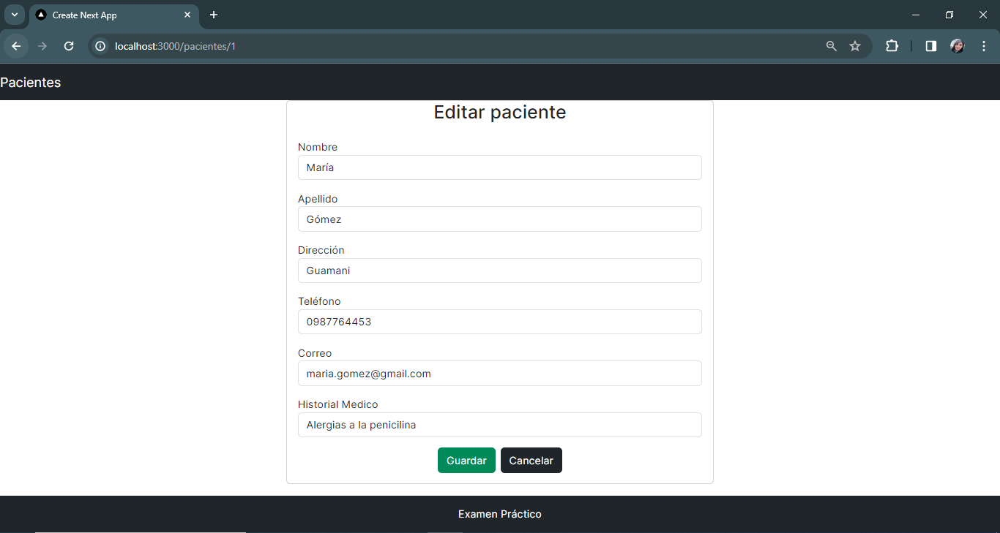 Create Next App
localhost:3000/pacientes/1
Pacientes
Editar paciente
Nombre
María
Apellido
Gómez
Dirección
Guamani
Teléfono
0987764453
Correo
maria.gomez@gmail.com
Historial Medico
Alergias a la penicilina
Guardar Cancelar
Examen Práctico